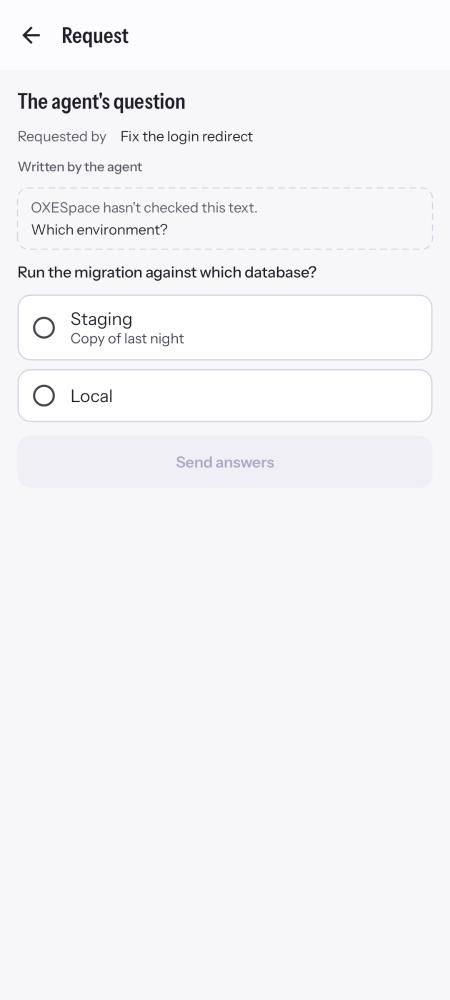 Request
The agent's question
Requested by Fix the login redirect
Written by the agent
OXESpace hasn't checked this text.
Which environment?
Run the migration against which database?
Staging
Copy of last night
Local
Send answers